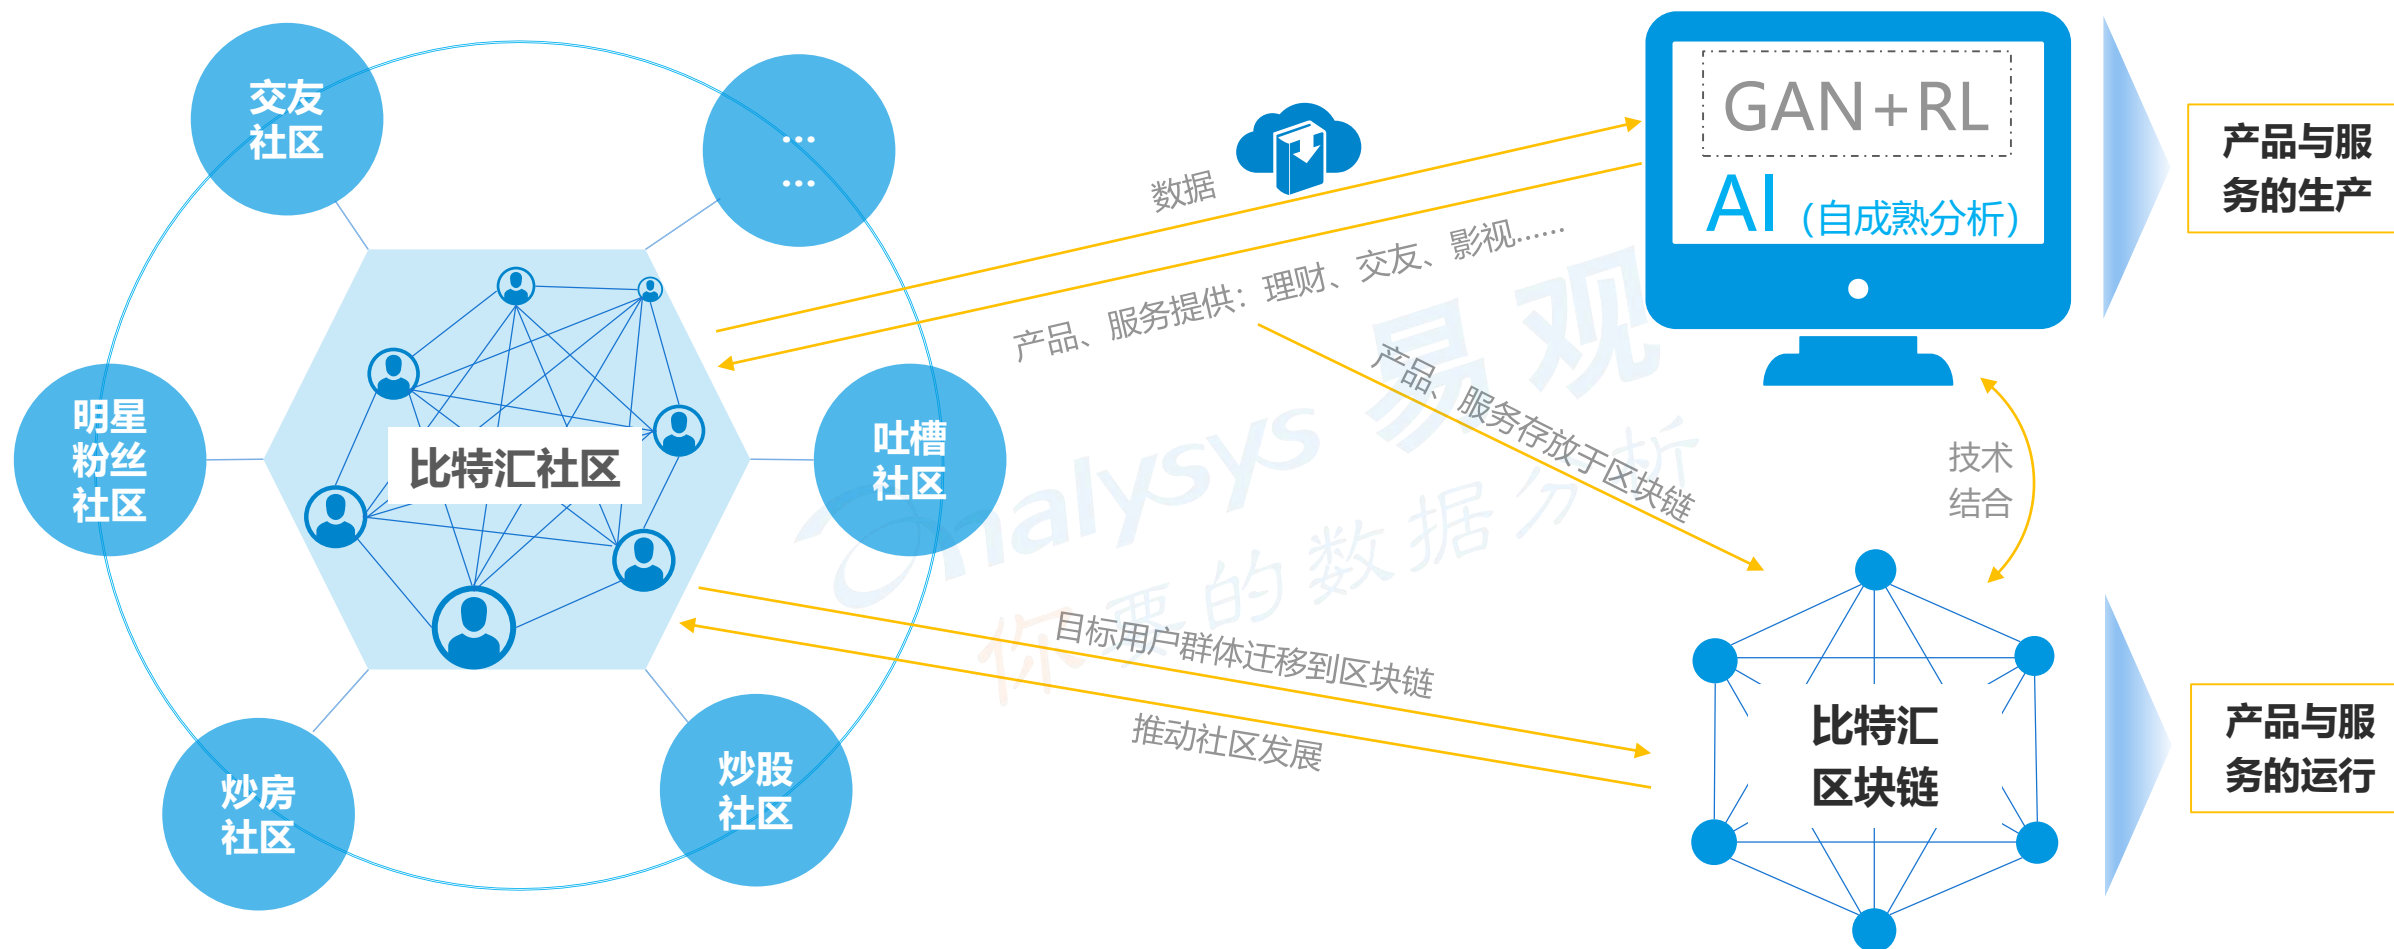 交友
社区
……
……
明星
粉丝
社区
比特汇社区
吐槽
社区
炒房
社区
炒股
社区
数据
产品、服务提供：理财、交友、影视……
产品、服务存放于区块链
目标用户群体迁移到区块链
推动社区发展
GAN+RL
AI（自成熟分析）
技术
结合
比特汇
区块链
产品与服
务的生产
产品与服
务的运行
analysys 易观
你要的数据分析